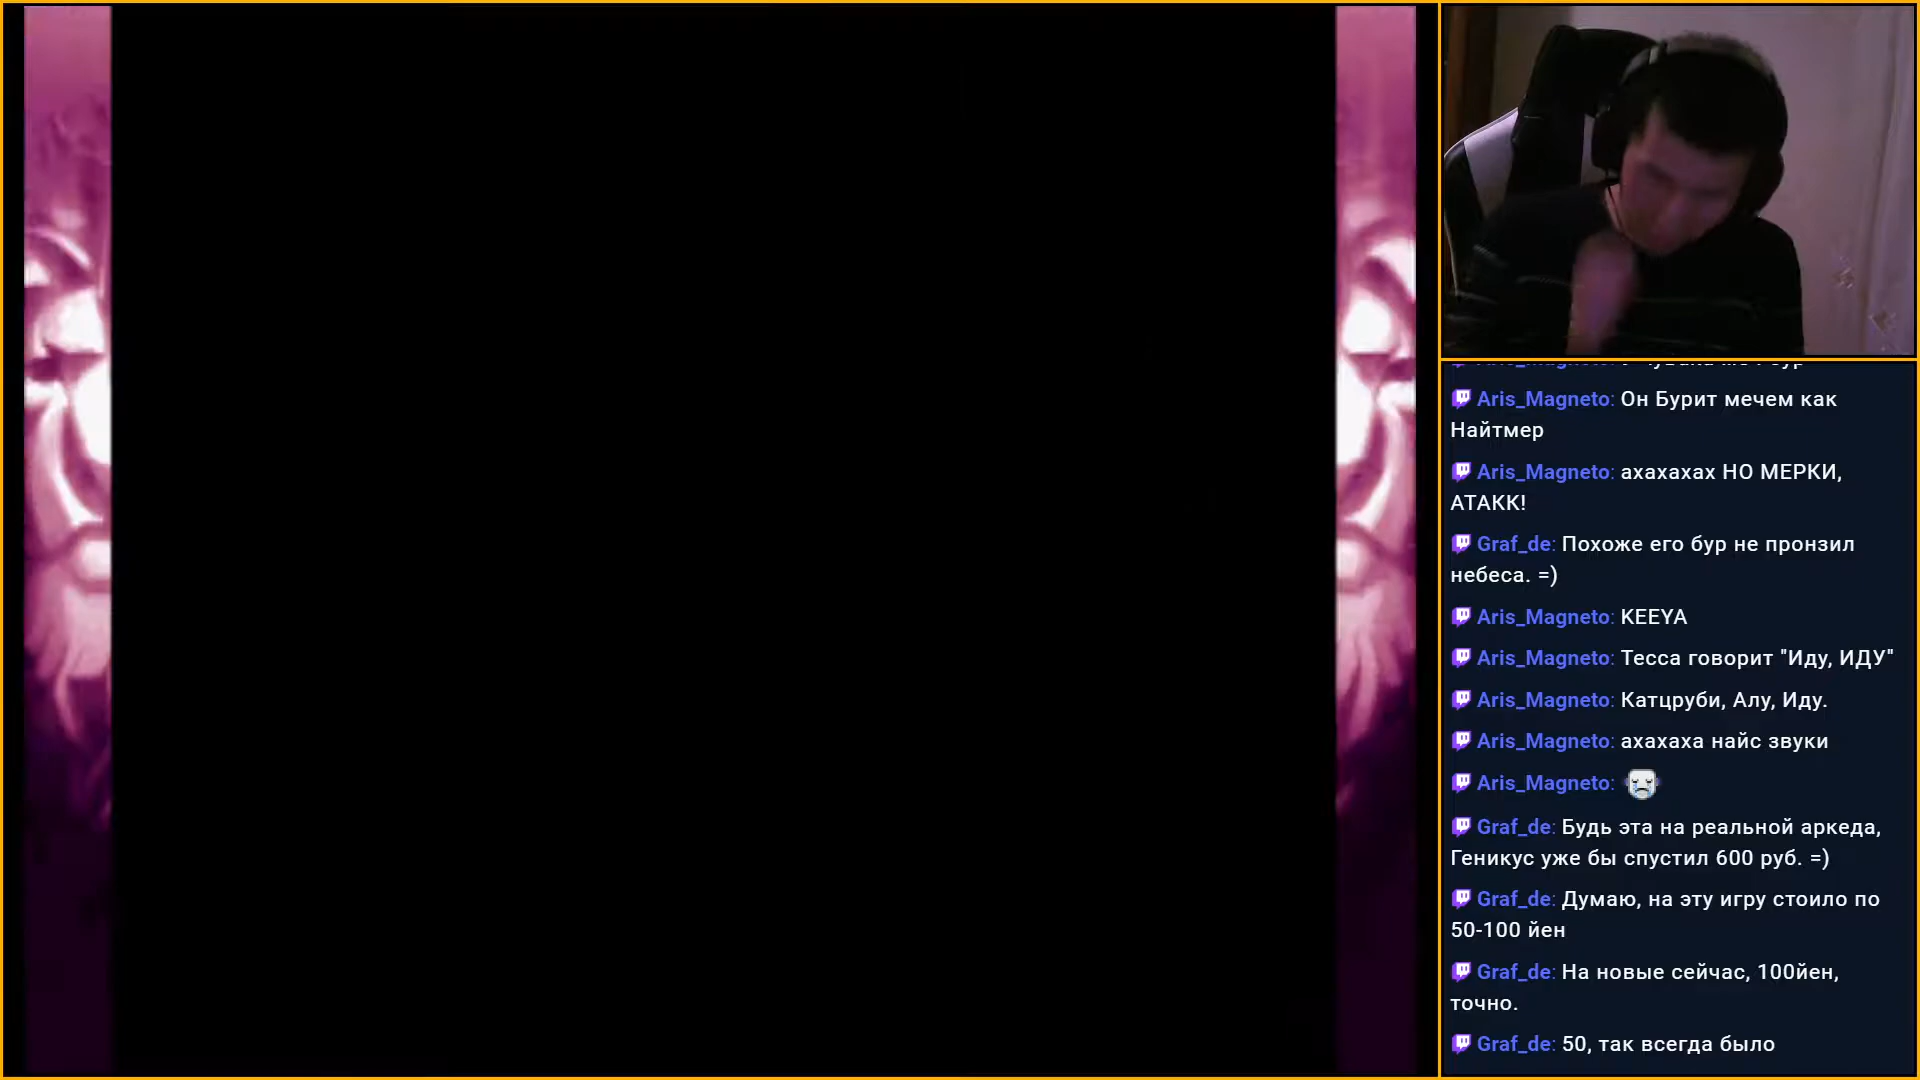 Aris_Magneto: Он Бурит мечем как
Найтмер
Aris_Magneto: ахахахах НО МЕРКИ,
АТАКК!
Graf_de: Похоже его бур не пронзил
небеса. =)
Aris_Magneto: KEEYA
Aris_Magneto: Тесса говорит "Иду, ИДУ"
Aris_Magneto: Катцруби, Алу, Иду.
Aris_Magneto: ахахаха найс звуки
Aris_Magneto:
Graf_de: Будь эта на реальной аркеда,
Геникус уже бы спустил 600 руб. =)
Graf_de: Думаю, на эту игру стоило по
50-100 йен
Graf_de: На новые сейчас, 100йен,
точно.
Graf_de: 50, так всегда было